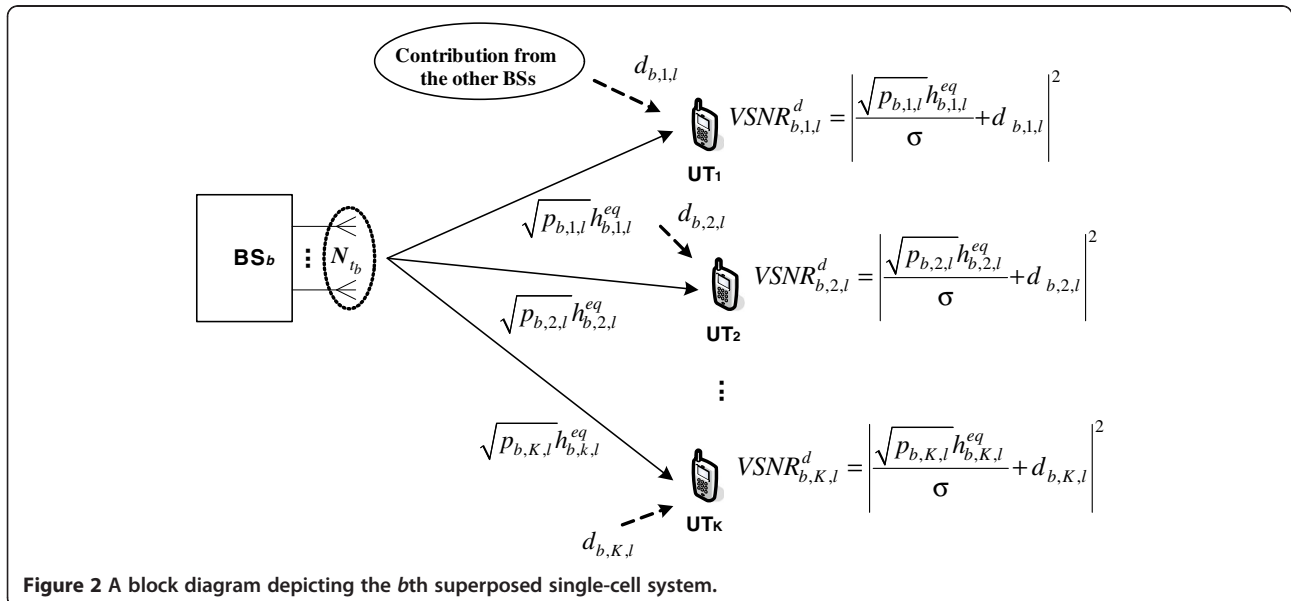 Contribution from
the other BSs
d_{b,1,l}
VSNR^d_{b,1,l} = |√p_{b,1,l} h^{eq}_{b,1,l} / σ + d_{b,1,l}|^2
UT1
√p_{b,1,l} h^{eq}_{b,1,l}
d_{b,2,l}
BSb
⋮
N_{t_b}
VSNR^d_{b,2,l} = |√p_{b,2,l} h^{eq}_{b,2,l} / σ + d_{b,2,l}|^2
√p_{b,2,l} h^{eq}_{b,2,l}
UT2
⋮
√p_{b,K,l} h^{eq}_{b,k,l}
VSNR^d_{b,K,l} = |√p_{b,K,l} h^{eq}_{b,K,l} / σ + d_{b,K,l}|^2
UTK
d_{b,K,l}
Figure 2 A block diagram depicting the bth superposed single-cell system.